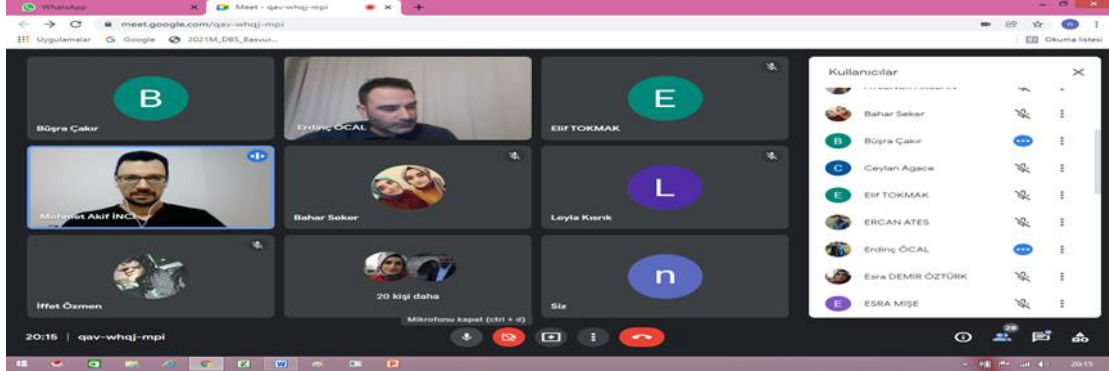 WhatsApp
Meet - qav-whqj-mpi
meet.google.com/qav-whqj-mpi
n
Uygulamalar
Google
2021M_DBS_Basvur...
Okuma listesi
B
Büşra Çakır
Erdinç ÖCAL
E
Elif TOKMAK
Mehmet Akif İNCİ
Bahar Seker
L
Leyla Kısrık
İffet Özmen
20 kişi daha
n
Siz
Mikrofonu kapat (ctrl + d)
Kullanıcılar
Bahar Seker
B
Büşra Çakır
C
Ceylan Agace
E
Elif TOKMAK
ERCAN ATES
Erdinç ÖCAL
Esra DEMİR ÖZTÜRK
E
ESRA MIŞE
20:15 | qav-whqj-mpi
28
20:15